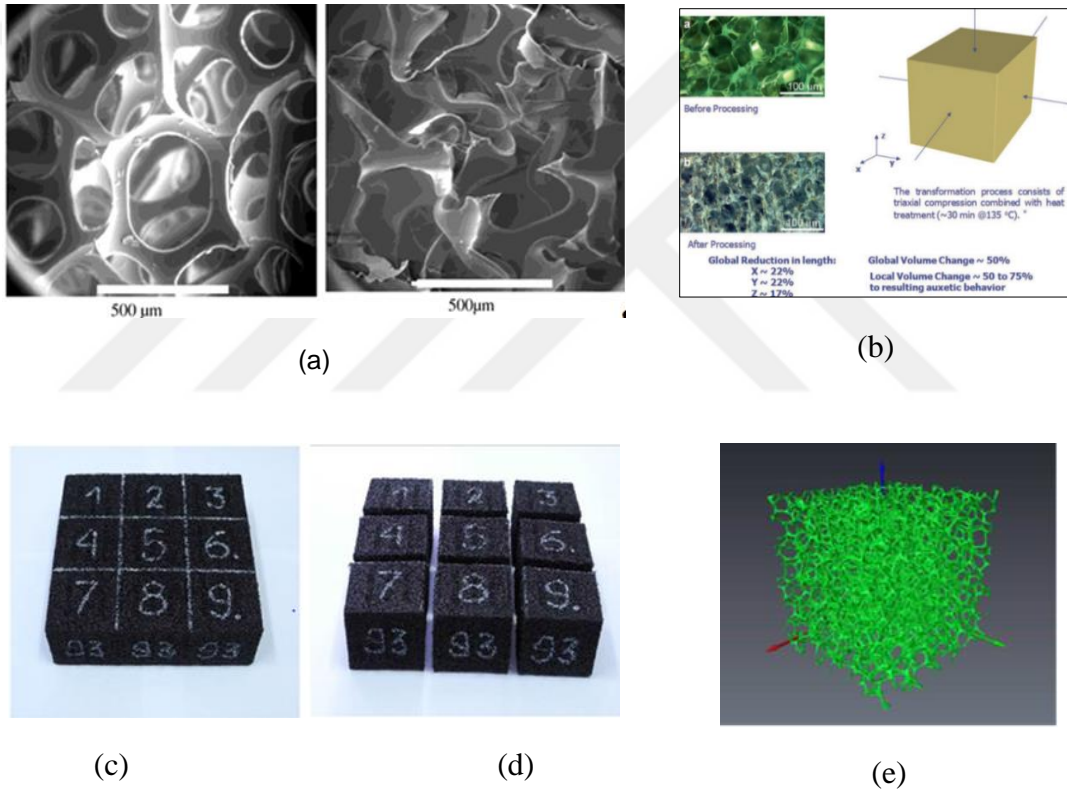 500 µm
500µm
(a)
a
100 µm
Before Processing
b
After Processing
z
x
Y
The transformation process consists of
triaxial compression combined with heat
treatment (~30 min @135 °C). "
Global Reduction in length:
X ~ 22%
Y ~ 22%
Z ~ 17%
Global Volume Change ~ 50%
Local Volume Change ~ 50 to 75%
to resulting auxetic behavior
(b)
1 2 3
4 5 6.
7 8 9.
93 93 93
(c)
1 2 3
4 5 6.
7 8 9.
93 93 93
(d)
(e)